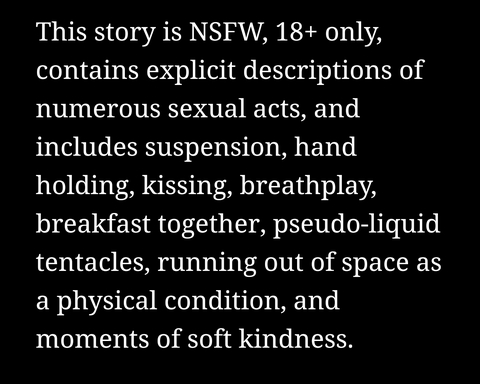 This story is NSFW, 18+ only,
contains explicit descriptions of
numerous sexual acts, and
includes suspension, hand
holding, kissing, breathplay,
breakfast together, pseudo-liquid
tentacles, running out of space as
a physical condition, and
moments of soft kindness.